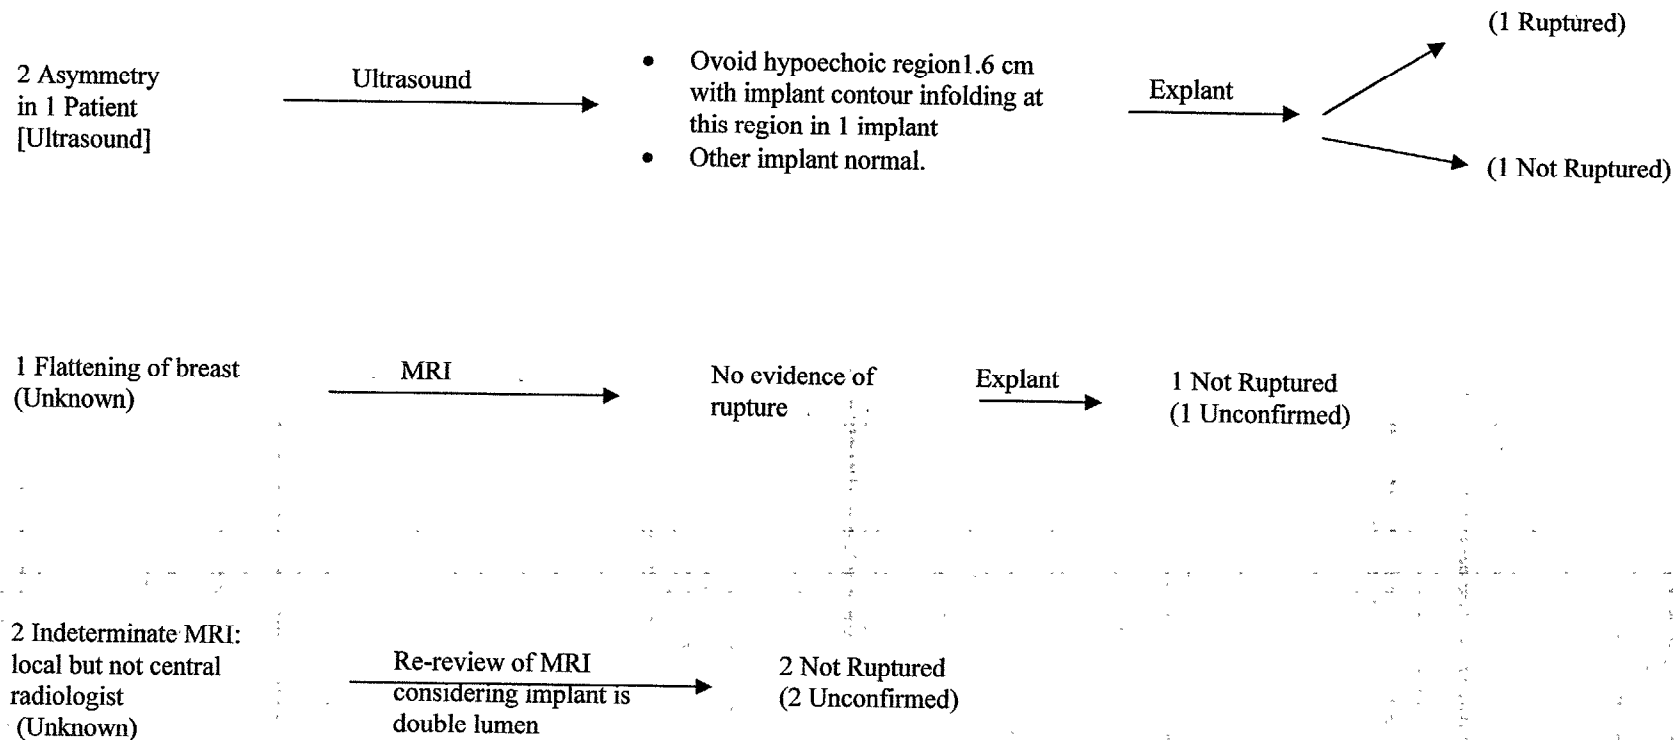 (1 Ruptured)
2 Asymmetry
in 1 Patient
[Ultrasound]
Ultrasound
• Ovoid hypoechoic region1.6 cm
with implant contour infolding at
this region in 1 implant
• Other implant normal.
Explant
(1 Not Ruptured)
1 Flattening of breast
(Unknown)
MRI
No evidence of
rupture
Explant
1 Not Ruptured
(1 Unconfirmed)
2 Indeterminate MRI:
local but not central
radiologist
(Unknown)
Re-review of MRI
considering implant is
double lumen
2 Not Ruptured
(2 Unconfirmed)